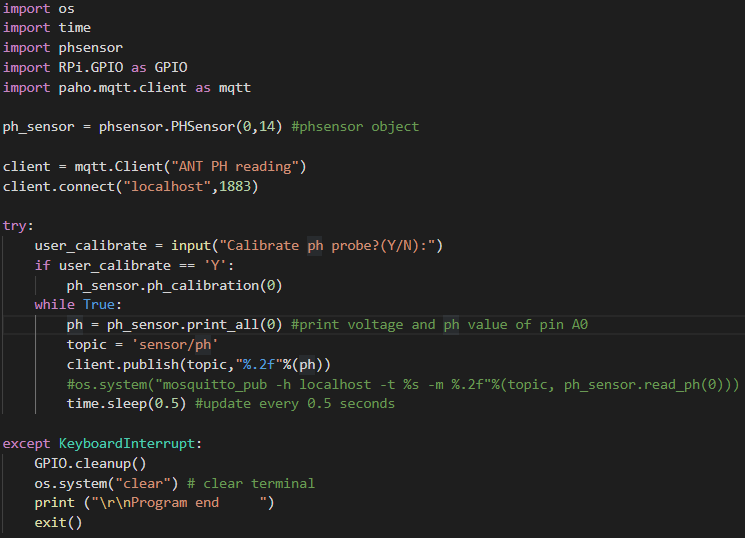 import os
import time
import phsensor
import RPi.GPIO as GPIO
import paho.mqtt.client as mqtt

ph_sensor = phsensor.PHSensor(0,14) #phsensor object

client = mqtt.Client("ANT PH reading")
client.connect("localhost",1883)

try:
    user_calibrate = input("Calibrate ph probe?(Y/N):")
    if user_calibrate == 'Y':
        ph_sensor.ph_calibration(0)
    while True:
        ph = ph_sensor.print_all(0) #print voltage and ph value of pin A0
        topic = 'sensor/ph'
        client.publish(topic,"%.2f"%(ph))
        #os.system("mosquitto_pub -h localhost -t %s -m %.2f"%(topic, ph_sensor.read_ph(0)))
        time.sleep(0.5) #update every 0.5 seconds

except KeyboardInterrupt:
    GPIO.cleanup()
    os.system("clear") # clear terminal
    print ("\r\nProgram end     ")
    exit()